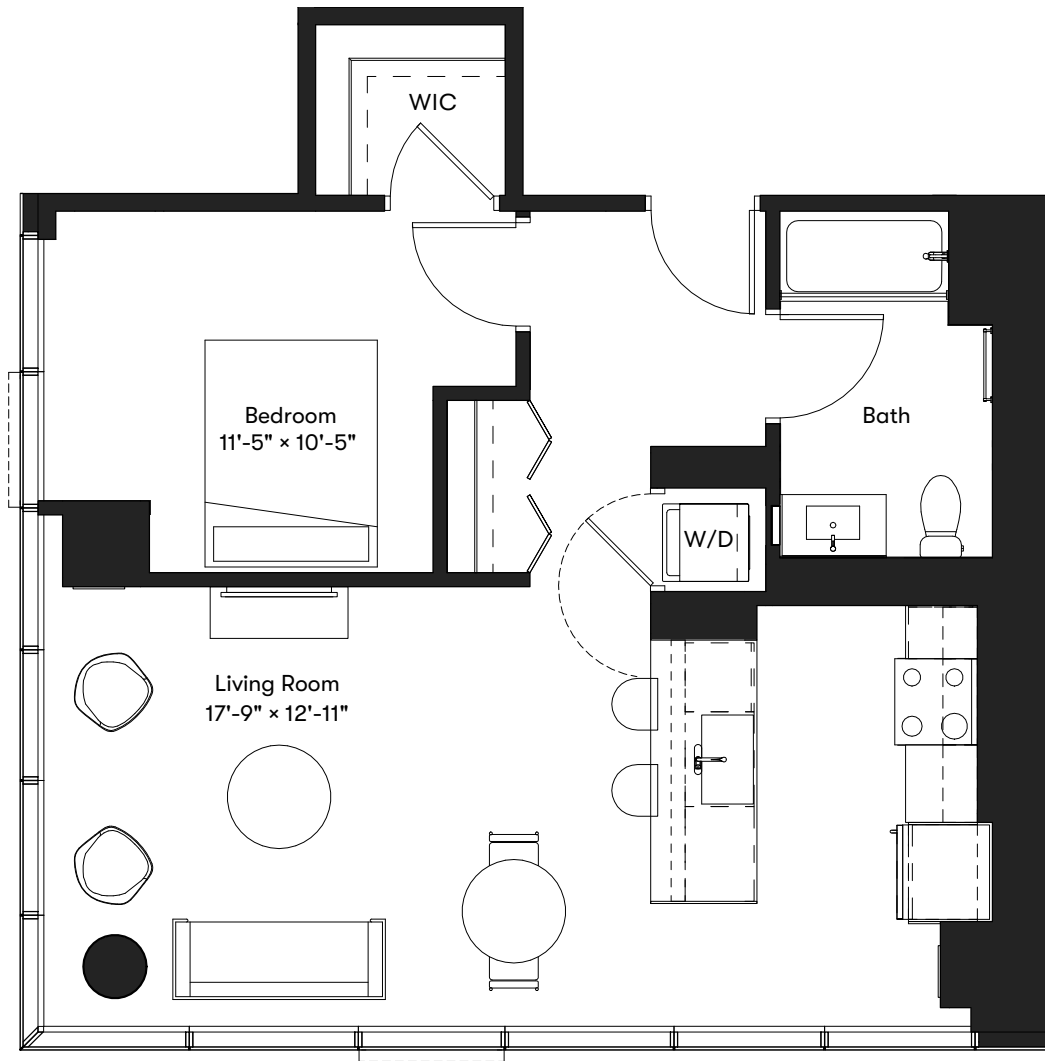 WIC
Bedroom
11'-5" × 10'-5"
Bath
W/D
Living Room
17'-9" × 12'-11"